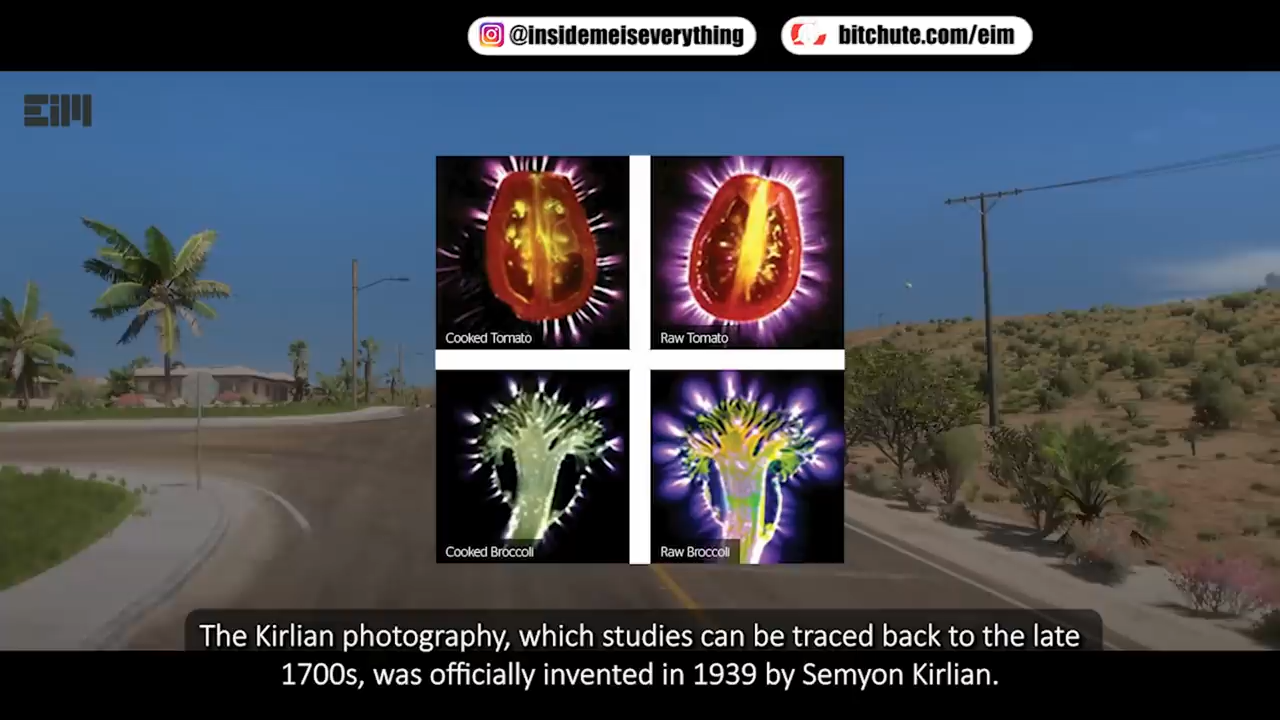 @insidemeiseverything
bitchute.com/eim
EiM
Cooked Tomato
Raw Tomato
Cooked Broccoli
Raw Broccoli
The Kirlian photography, which studies can be traced back to the late
1700s, was officially invented in 1939 by Semyon Kirlian.